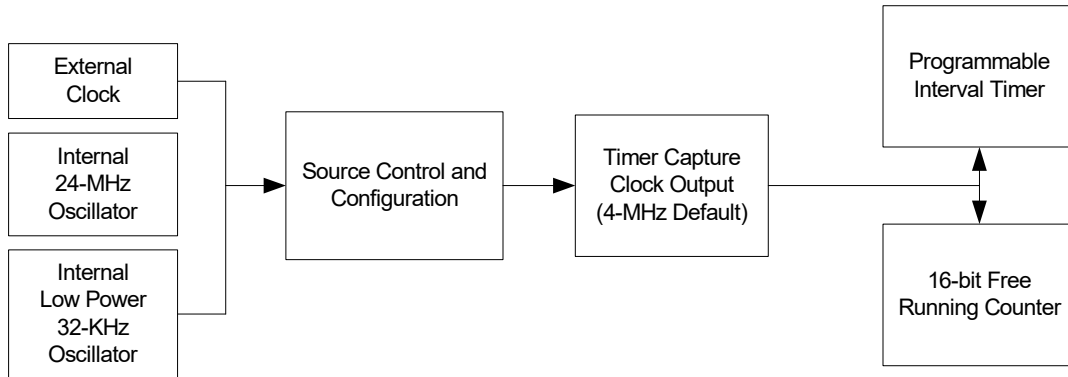 External
Clock
Internal
24-MHz
Oscillator
Internal
Low Power
32-KHz
Oscillator
Source Control and
Configuration
Timer Capture
Clock Output
(4-MHz Default)
Programmable
Interval Timer
16-bit Free
Running Counter